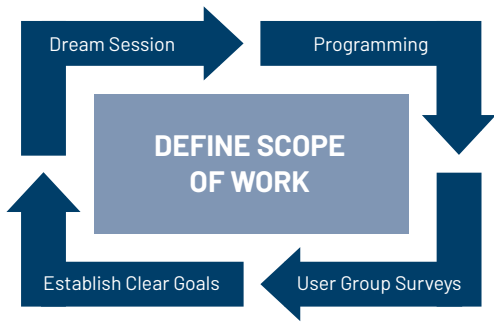 Dream Session
Programming
DEFINE SCOPE
OF WORK
Establish Clear Goals
User Group Surveys